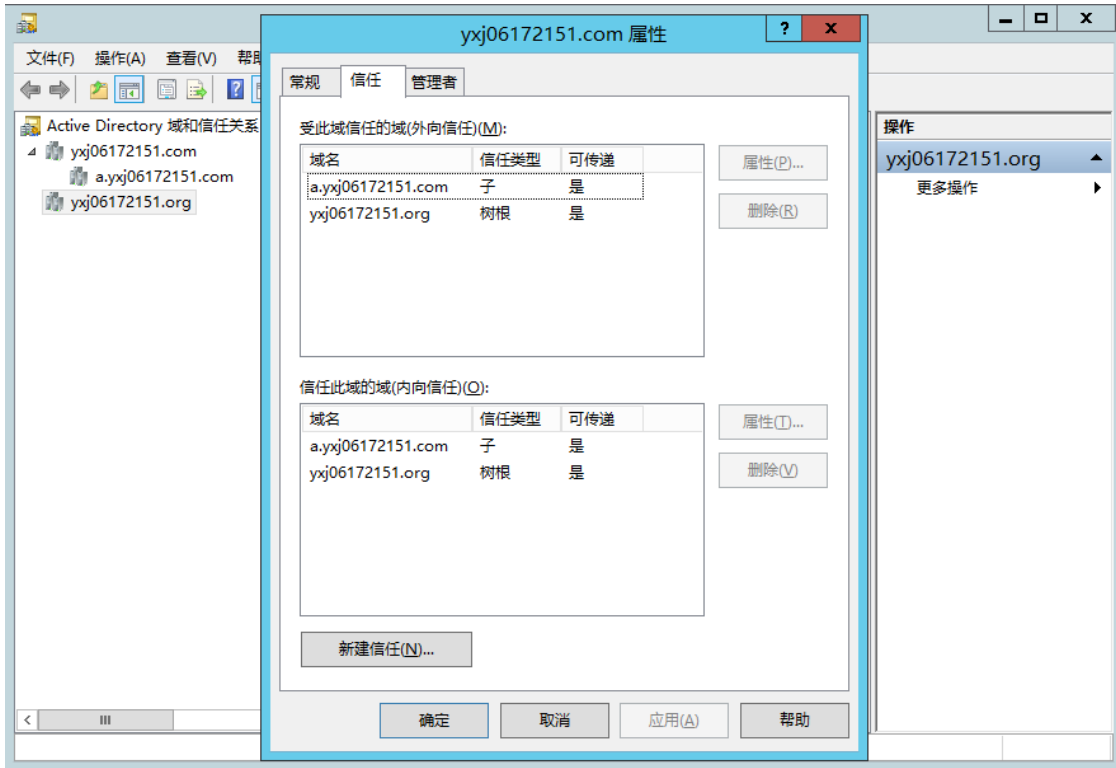 yxj06172151.com 属性
文件(F) 操作(A) 查看(V) 帮
常规 信任 管理者
Active Directory 域和信任关系
yxj06172151.com
a.yxj06172151.com
yxj06172151.org
受此域信任的域(外向信任)(M):
域名 信任类型 可传递
a.yxj06172151.com 子 是
yxj06172151.org 树根 是
属性(P)...
删除(R)
信任此域的域(内向信任)(O):
域名 信任类型 可传递
a.yxj06172151.com 子 是
yxj06172151.org 树根 是
属性(T)...
删除(V)
新建信任(N)...
确定 取消 应用(A) 帮助
操作
yxj06172151.org
更多操作